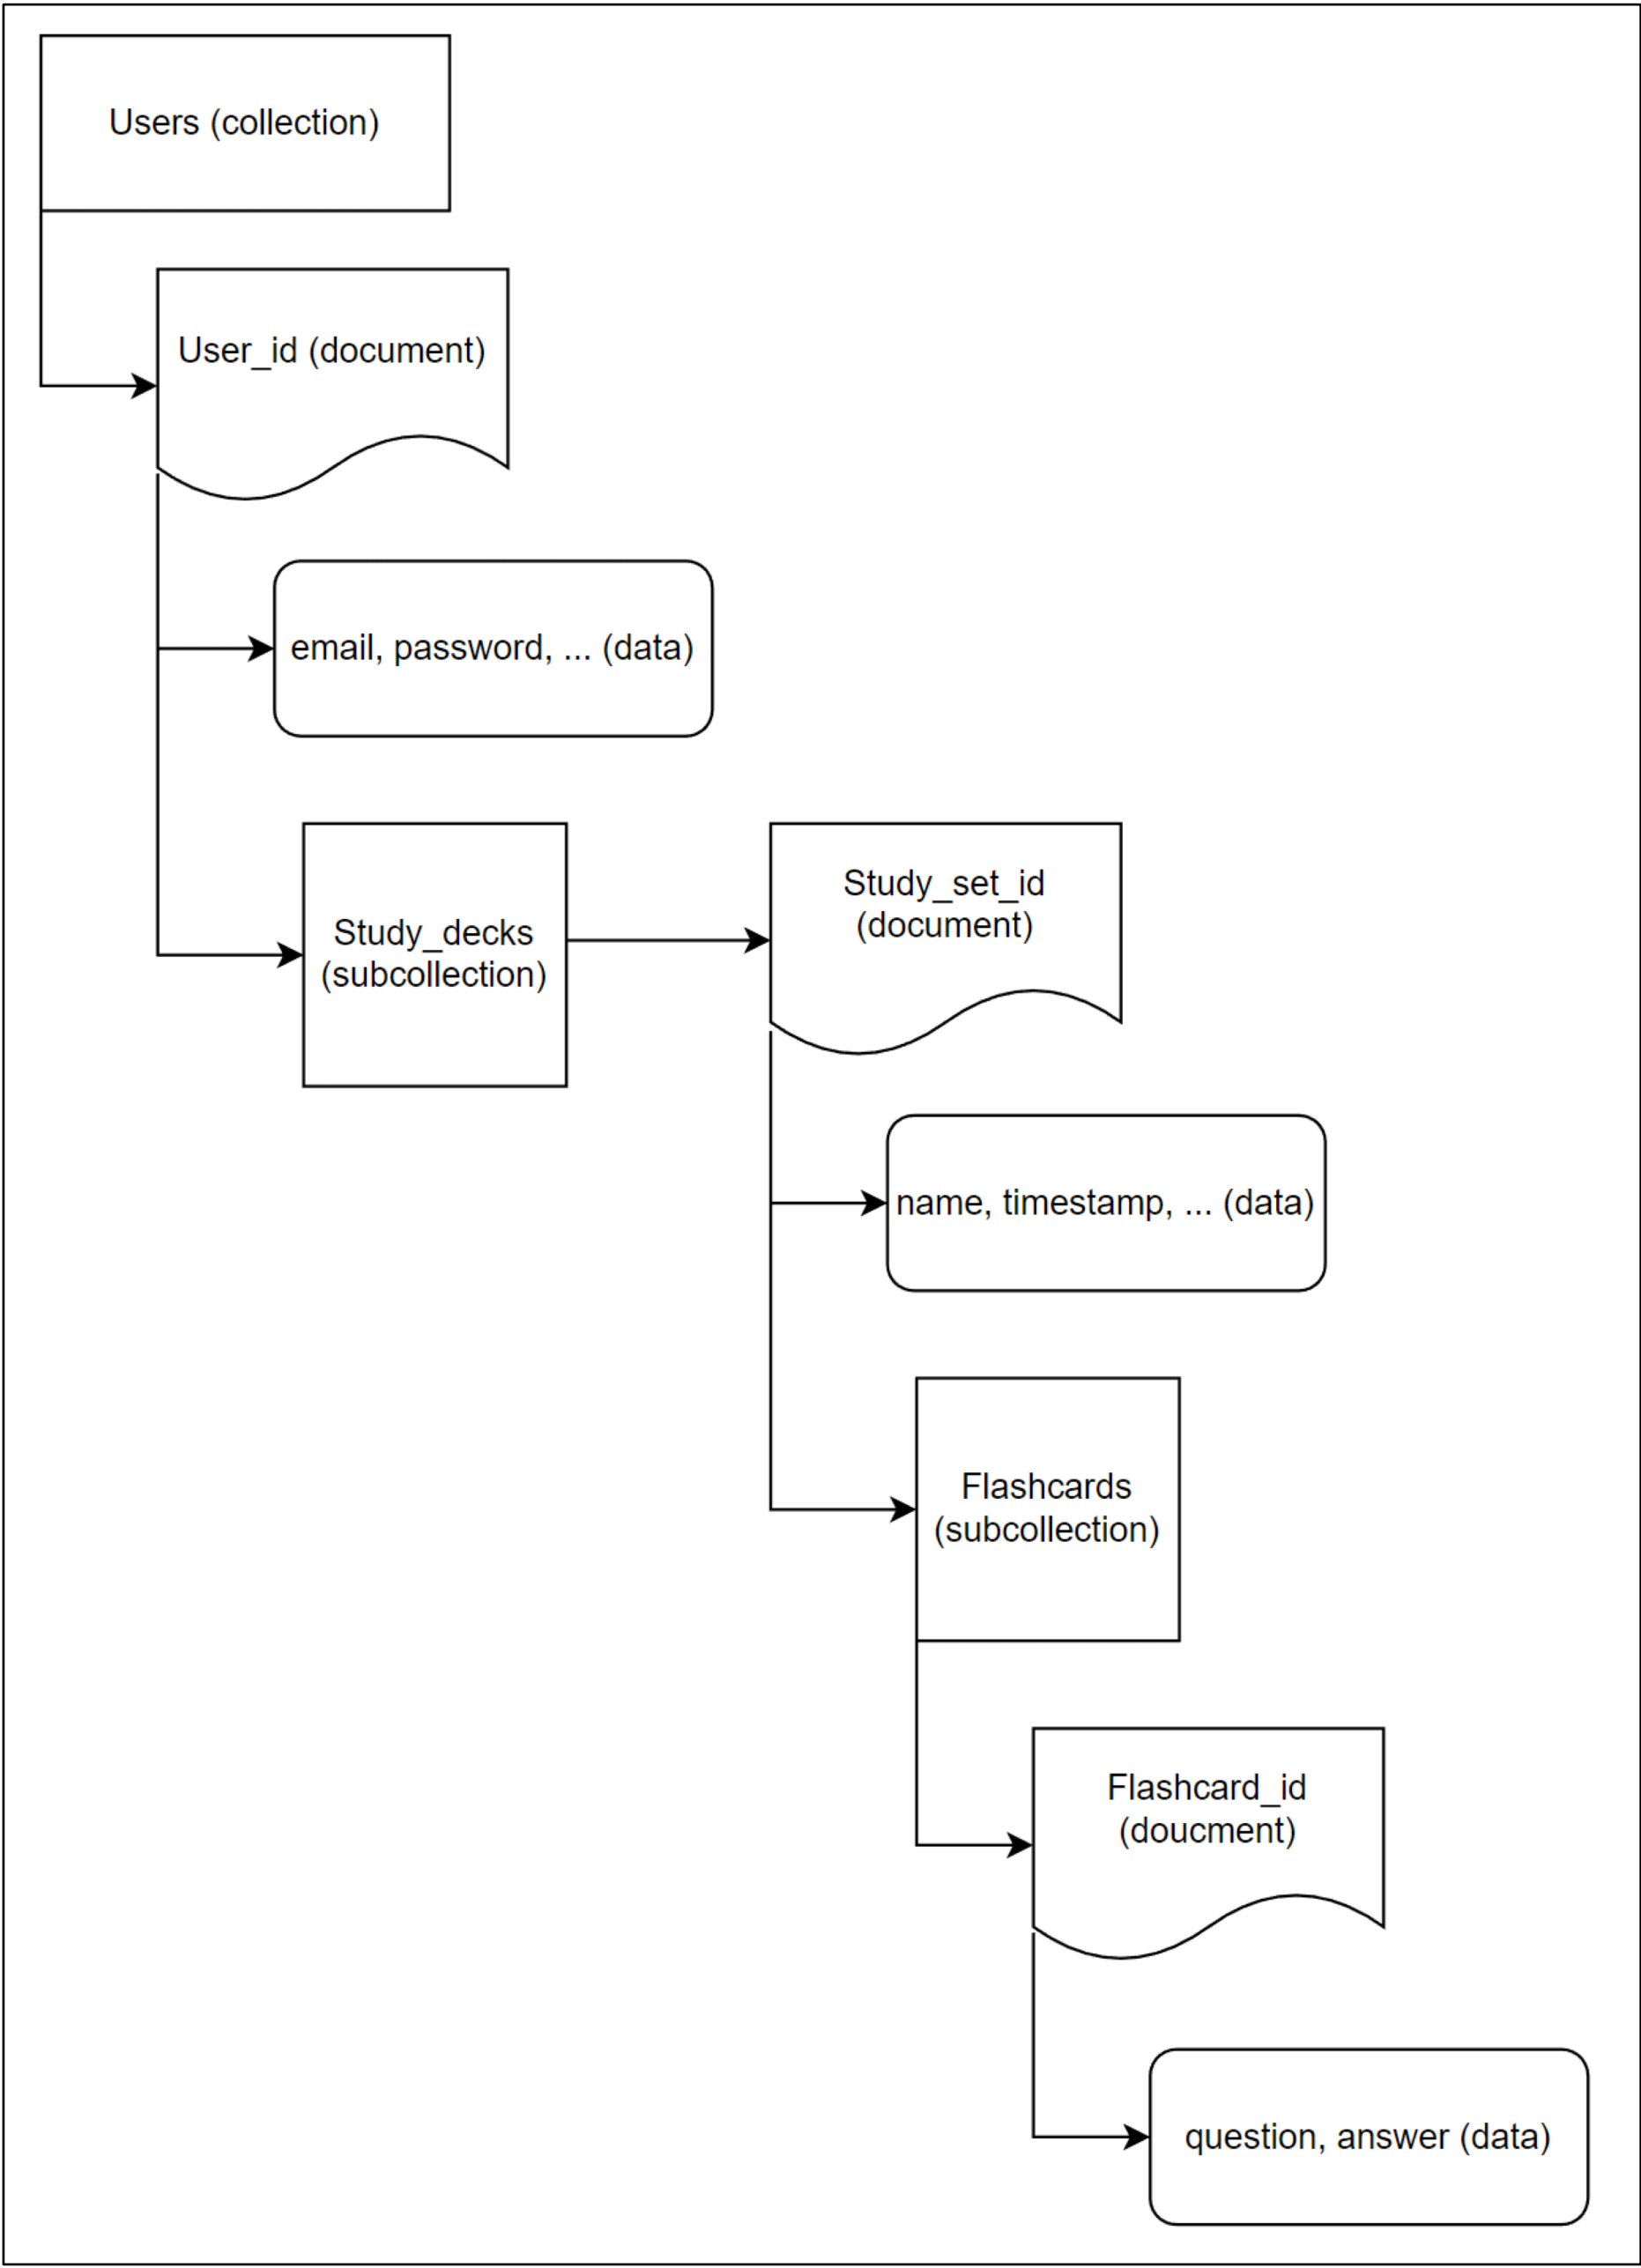 Users (collection)
User_id (document)
email, password, ... (data)
Study_decks
(subcollection)
Study_set_id
(document)
name, timestamp, ... (data)
Flashcards
(subcollection)
Flashcard_id
(doucment)
question, answer (data)